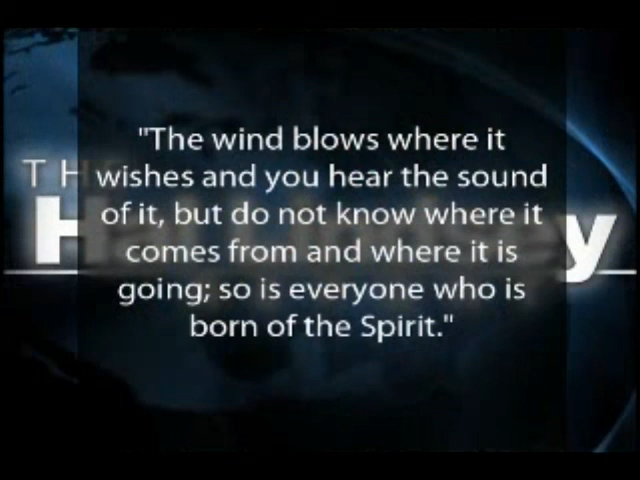 "The wind blows where it
wishes and you hear the sound
of it, but do not know where it
comes from and where it is
going; so is everyone who is
born of the Spirit."